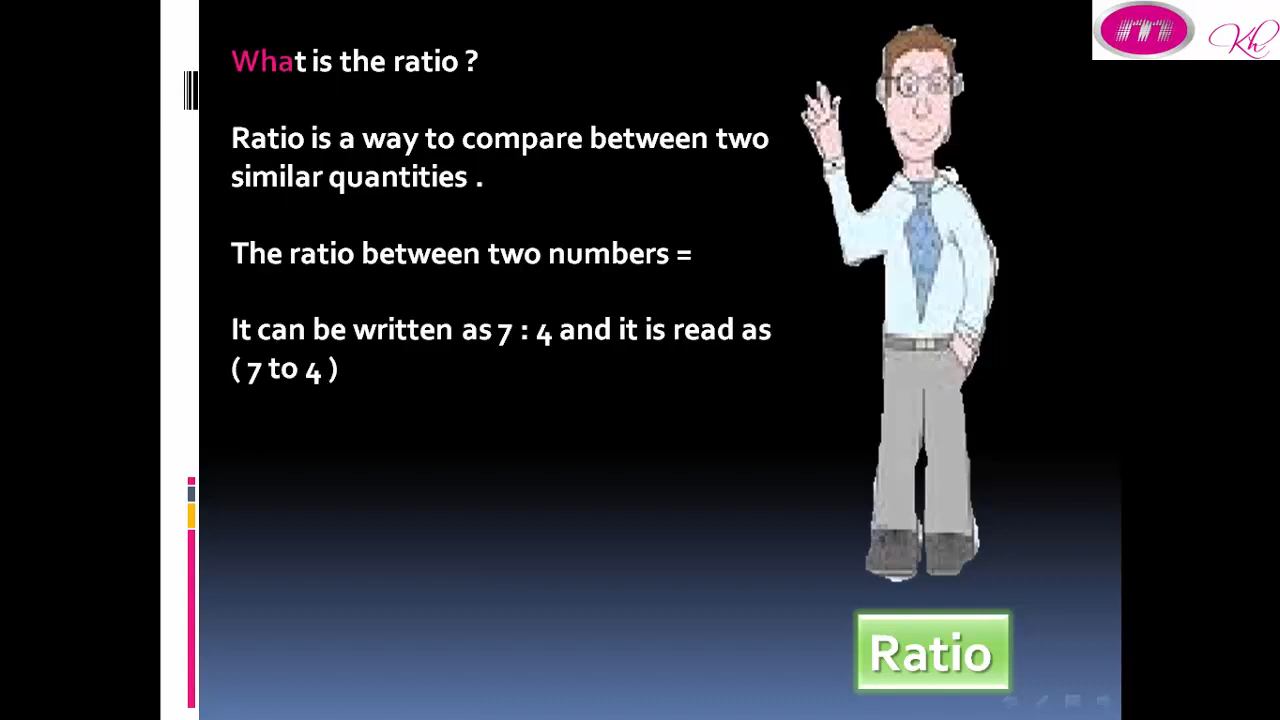 What is the ratio ?
Ratio is a way to compare between two
similar quantities .
The ratio between two numbers =
It can be written as 7 : 4 and it is read as
( 7 to 4 )
Ratio
m
Kh